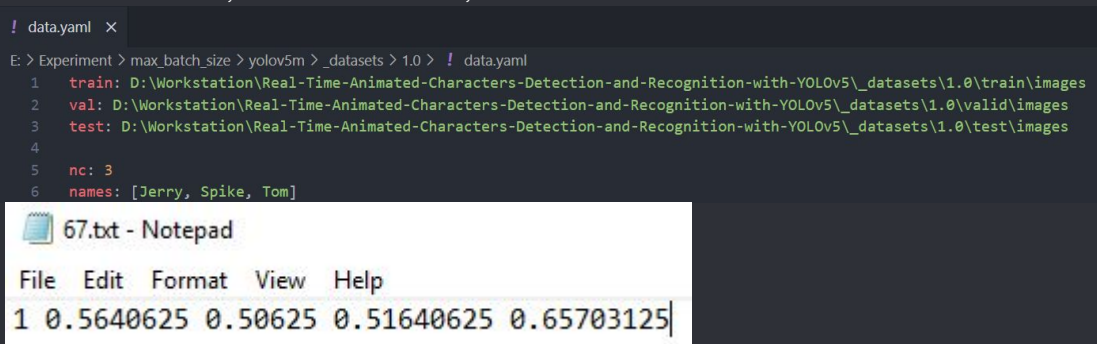 ! data.yaml ×
E: > Experiment > max_batch_size > yolov5m > _datasets > 1.0 > ! data.yaml
1 train: D:\Workstation\Real-Time-Animated-Characters-Detection-and-Recognition-with-YOLOv5\_datasets\1.0\train\images
2 val: D:\Workstation\Real-Time-Animated-Characters-Detection-and-Recognition-with-YOLOv5\_datasets\1.0\valid\images
3 test: D:\Workstation\Real-Time-Animated-Characters-Detection-and-Recognition-with-YOLOv5\_datasets\1.0\test\images
4
5 nc: 3
6 names: [Jerry, Spike, Tom]
67.txt - Notepad
File Edit Format View Help
1 0.5640625 0.50625 0.51640625 0.65703125